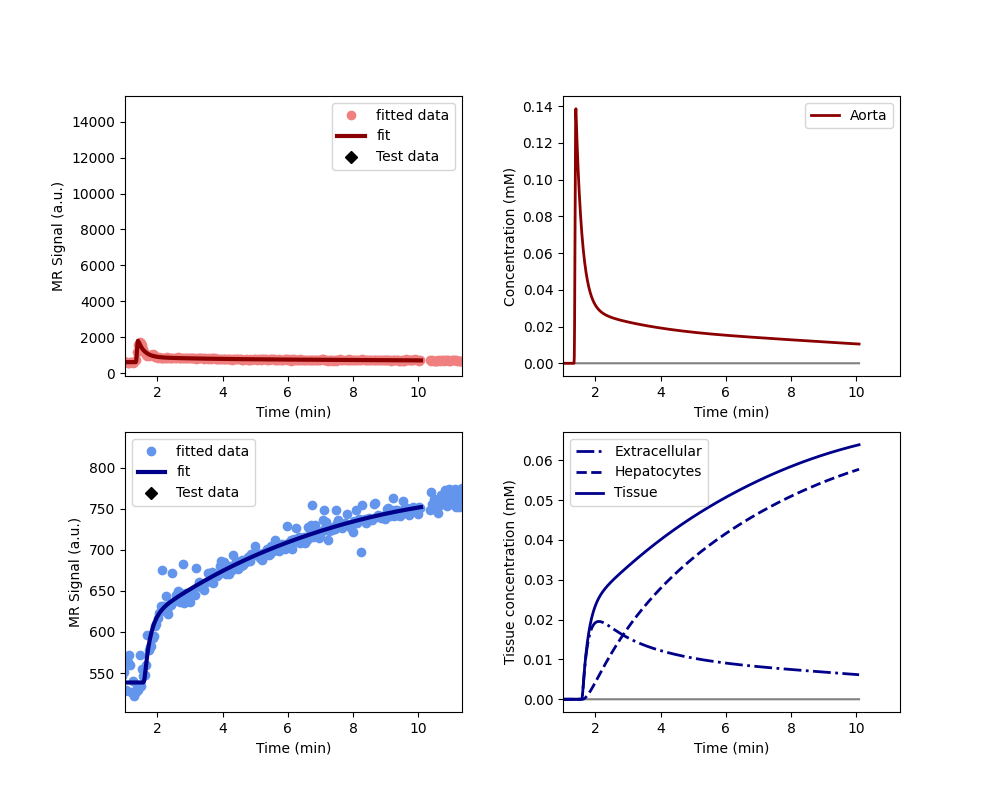 14000
12000
10000
8000
6000
4000
2000
0
MR Signal (a.u.)
fitted data
fit
Test data
2 4 6 8 10
Time (min)
0.14
0.12
0.10
0.08
0.06
0.04
0.02
0.00
Concentration (mM)
Aorta
2 4 6 8 10
Time (min)
800
750
700
650
600
550
MR Signal (a.u.)
fitted data
fit
Test data
2 4 6 8 10
Time (min)
0.06
0.05
0.04
0.03
0.02
0.01
0.00
Tissue concentration (mM)
Extracellular
Hepatocytes
Tissue
2 4 6 8 10
Time (min)